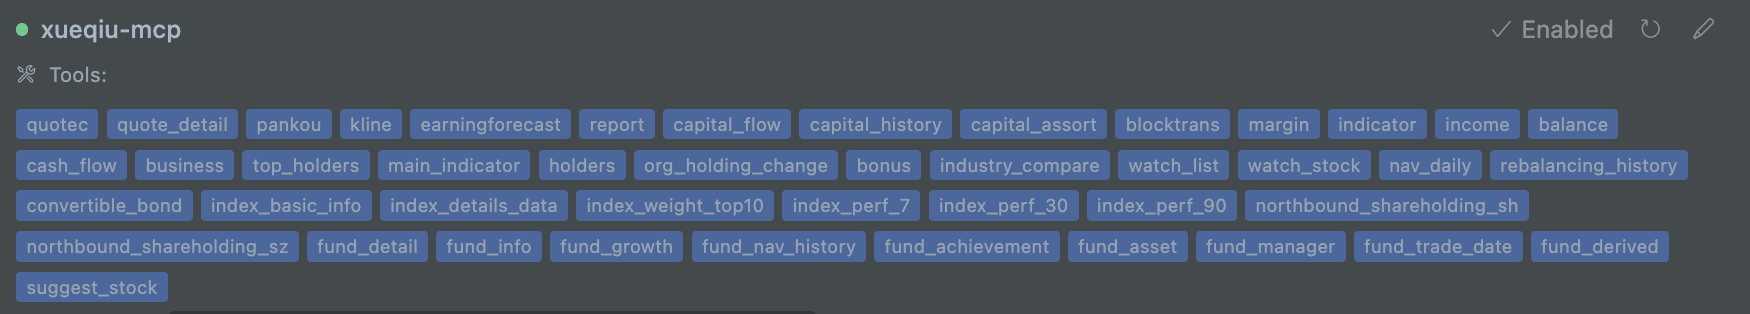 xueqiu-mcp Enabled
Tools:
quotec quote_detail pankou kline earningforecast report capital_flow capital_history capital_assort blocktrans margin indicator income balance
cash_flow business top_holders main_indicator holders org_holding_change bonus industry_compare watch_list watch_stock nav_daily rebalancing_history
convertible_bond index_basic_info index_details_data index_weight_top10 index_perf_7 index_perf_30 index_perf_90 northbound_shareholding_sh
northbound_shareholding_sz fund_detail fund_info fund_growth fund_nav_history fund_achievement fund_asset fund_manager fund_trade_date fund_derived
suggest_stock